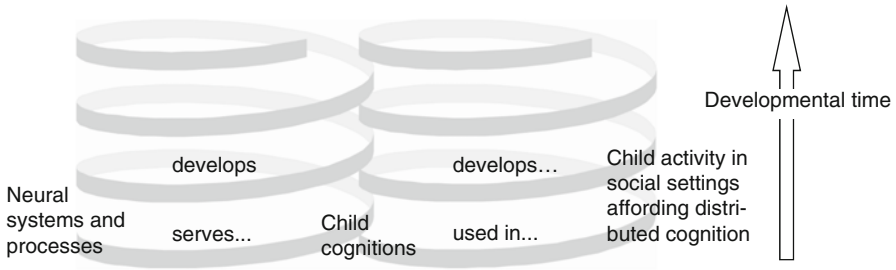 Developmental time
develops
develops…
Child activity in
social settings
affording distri-
buted cognition
Neural
systems and
processes
serves...
Child
cognitions
used in...